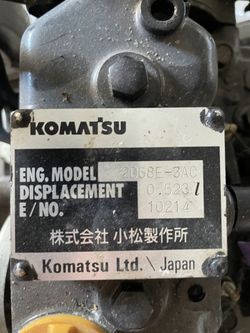 KOMATSU
ENG. MODEL 2D68E-3AC
DISPLACEMENT 0.523 l
E/NO. 10214
株式会社 小松製作所
Komatsu Ltd. Japan